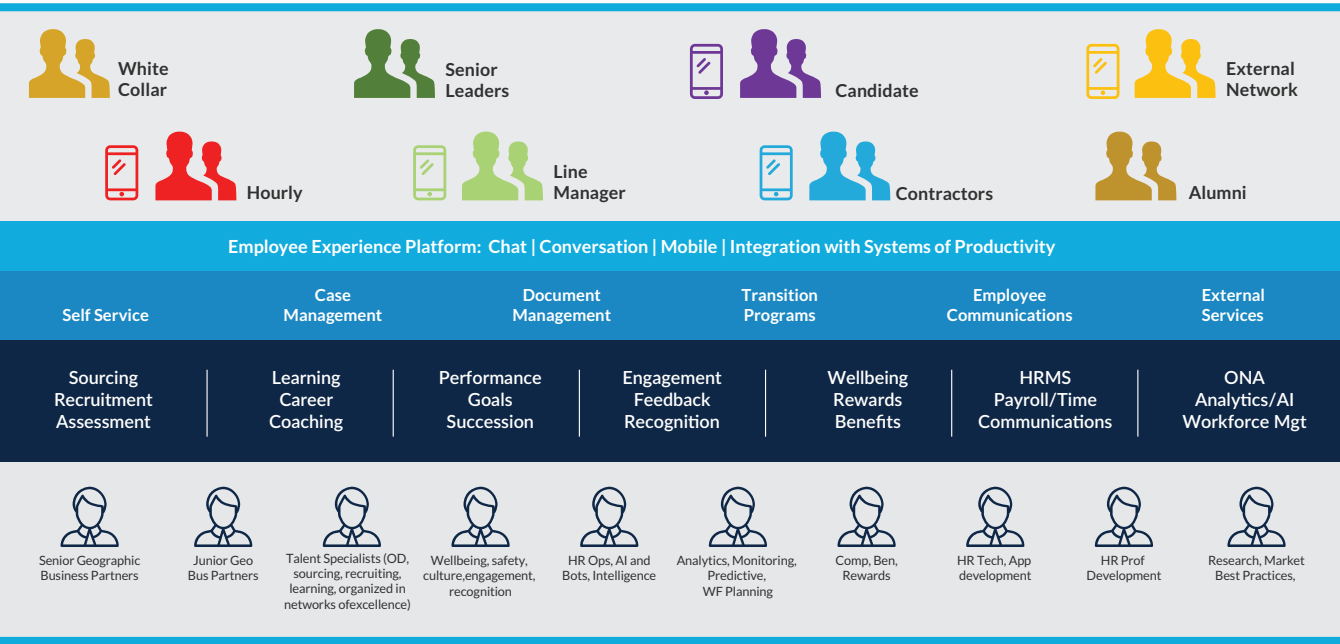 White
Collar
Senior
Leaders
Candidate
External
Network
Hourly
Line
Manager
Contractors
Alumni
Employee Experience Platform: Chat | Conversation | Mobile | Integration with Systems of Productivity
Self Service
Case
Management
Document
Management
Transition
Programs
Employee
Communications
External
Services
Sourcing
Recruitment
Assessment
Learning
Career
Coaching
Performance
Goals
Succession
Engagement
Feedback
Recognition
Wellbeing
Rewards
Benefits
HRMS
Payroll/Time
Communications
ONA
Analytics/AI
Workforce Mgt
Senior Geographic
Business Partners
Junior Geo
Bus Partners
Talent Specialists (OD,
sourcing, recruiting,
learning, organized in
networks ofexcellence)
Wellbeing, safety,
culture,engagement,
recognition
HR Ops, AI and
Bots, Intelligence
Analytics, Monitoring,
Predictive,
WF Planning
Comp, Ben,
Rewards
HR Tech, App
development
HR Prof
Development
Research, Market
Best Practices,